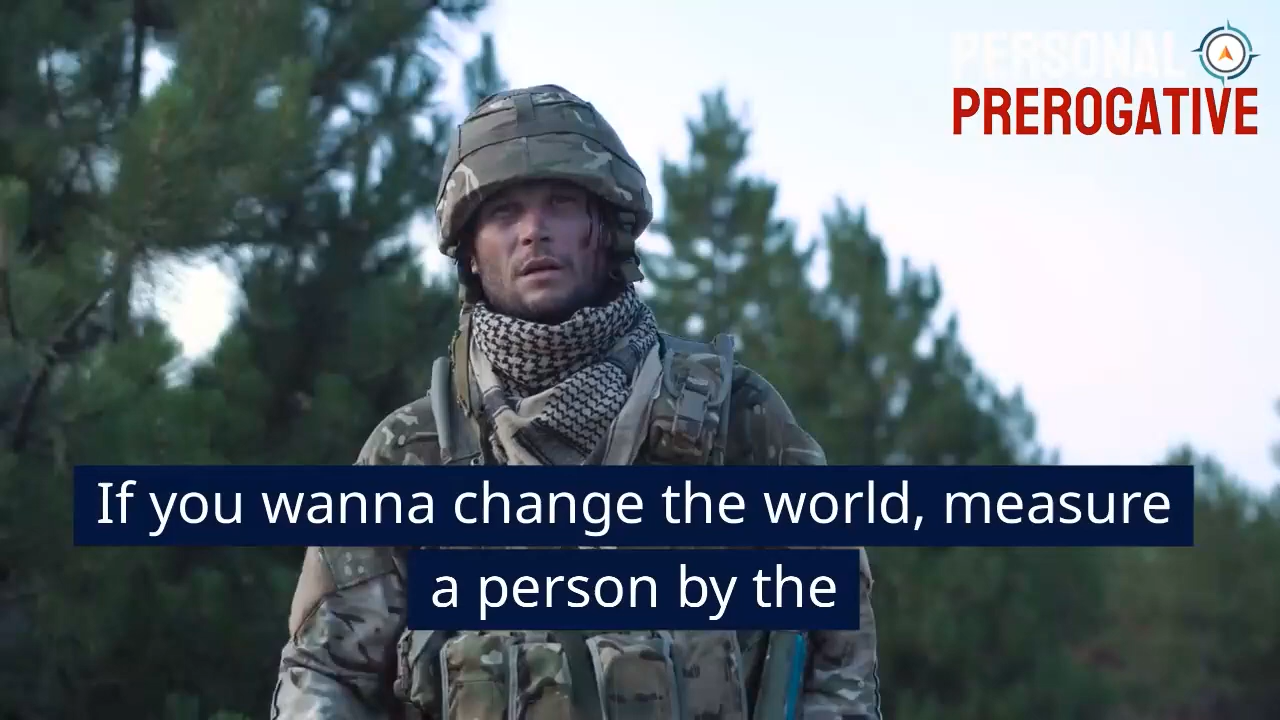 PERSONAL
PREROGATIVE
If you wanna change the world, measure
a person by the